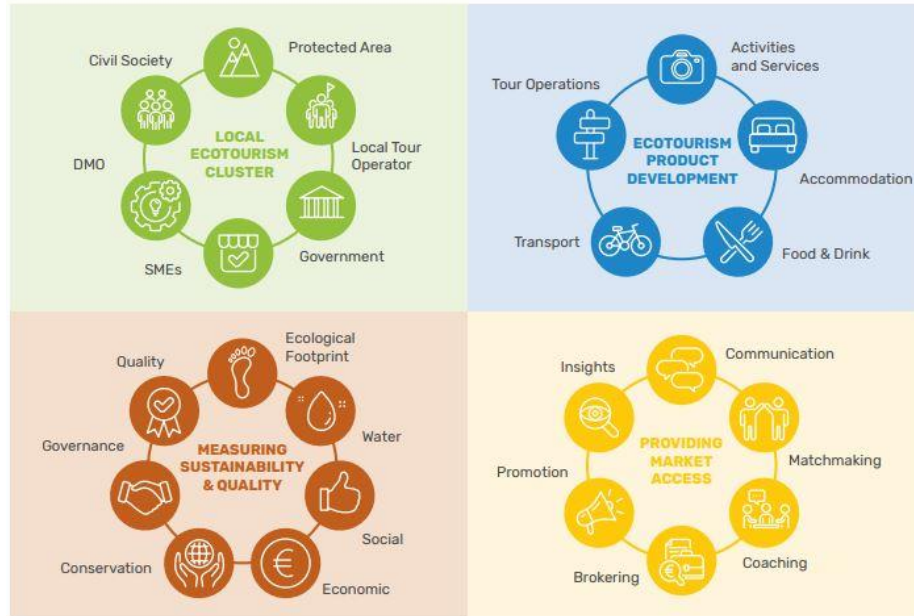 Civil Society
Protected Area
LOCAL
ECOTOURISM
CLUSTER
DMO
Local Tour
Operator
SMEs
Government
Activities
and Services
Tour Operations
ECOTOURISM
PRODUCT
DEVELOPMENT
Accommodation
Transport
Food & Drink
Ecological
Footprint
Quality
Governance
Water
MEASURING
SUSTAINABILITY
& QUALITY
Social
Conservation
Economic
Communication
Insights
PROVIDING
MARKET
ACCESS
Matchmaking
Promotion
Coaching
Brokering